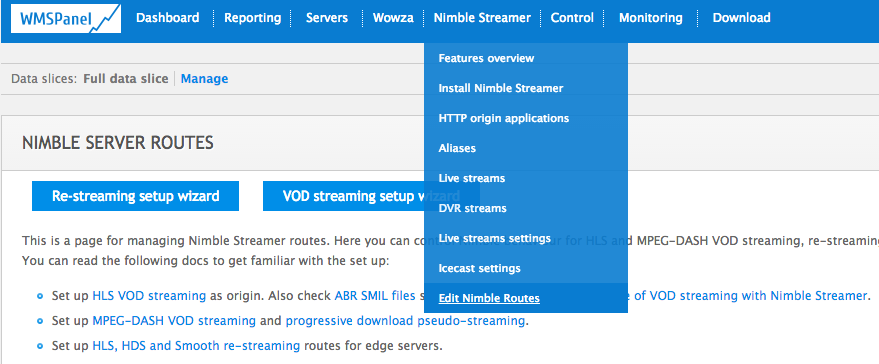 WMSPanel
Dashboard Reporting Servers Wowza Nimble Streamer Control Monitoring Download
Features overview
Install Nimble Streamer
HTTP origin applications
Aliases
Live streams
DVR streams
Live streams settings
Icecast settings
Edit Nimble Routes
Data slices: Full data slice Manage
NIMBLE SERVER ROUTES
Re-streaming setup wizard VOD streaming setup wizard
This is a page for managing Nimble Streamer routes. Here you can for HLS and MPEG-DASH VOD streaming, re-streaming
You can read the following docs to get familiar with the set up:
Set up HLS VOD streaming as origin. Also check ABR SMIL files of VOD streaming with Nimble Streamer.
Set up MPEG-DASH VOD streaming and progressive download pseudo-streaming.
Set up HLS, HDS and Smooth re-streaming routes for edge servers.